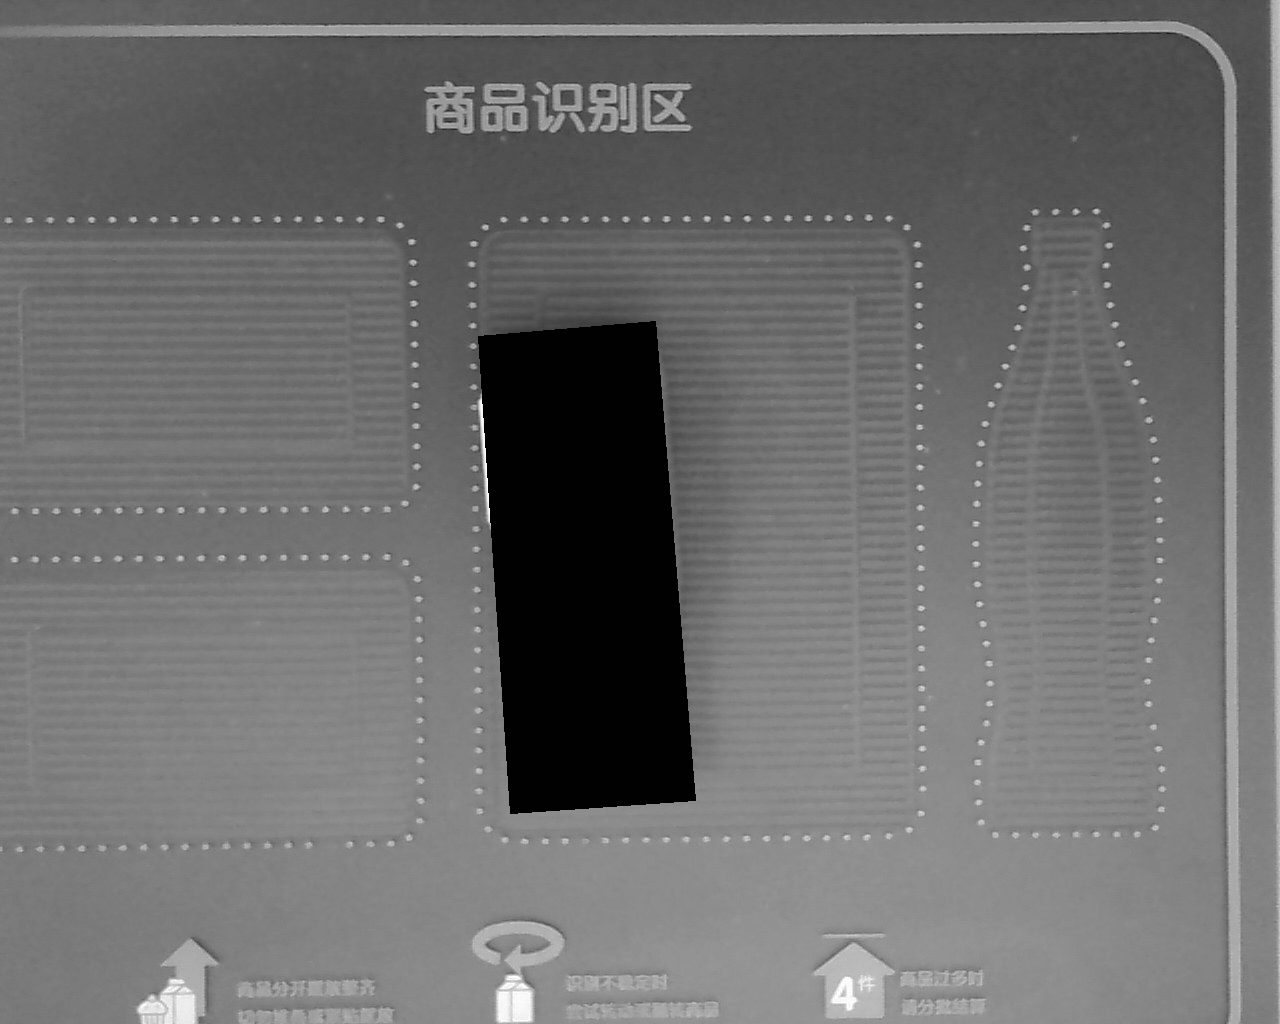 商品识别区
商品分开摆放整齐
切勿堆叠或紧贴摆放
识别不稳定时
尝试转动或翻转商品
4件
商品过多时
请分批结算